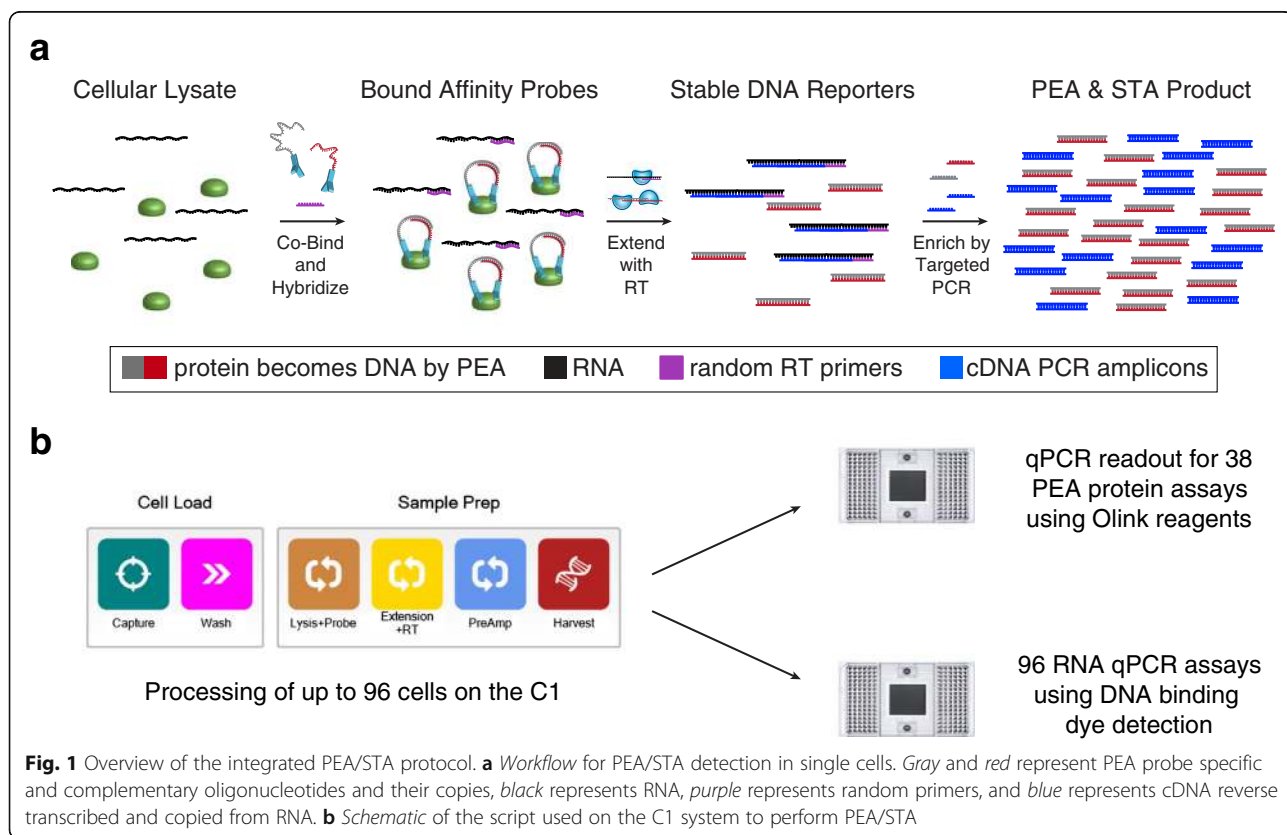 a
Cellular Lysate
Bound Affinity Probes
Stable DNA Reporters
PEA & STA Product
Co-Bind
and
Hybridize
Extend
with
RT
Enrich by
Targeted
PCR
protein becomes DNA by PEA
RNA
random RT primers
cDNA PCR amplicons
b
Cell Load
Sample Prep
Capture
Wash
Lysis+Probe
Extension
+RT
PreAmp
Harvest
Processing of up to 96 cells on the C1
qPCR readout for 38
PEA protein assays
using Olink reagents
96 RNA qPCR assays
using DNA binding
dye detection
Fig. 1 Overview of the integrated PEA/STA protocol. a Workflow for PEA/STA detection in single cells. Gray and red represent PEA probe specific
and complementary oligonucleotides and their copies, black represents RNA, purple represents random primers, and blue represents cDNA reverse
transcribed and copied from RNA. b Schematic of the script used on the C1 system to perform PEA/STA